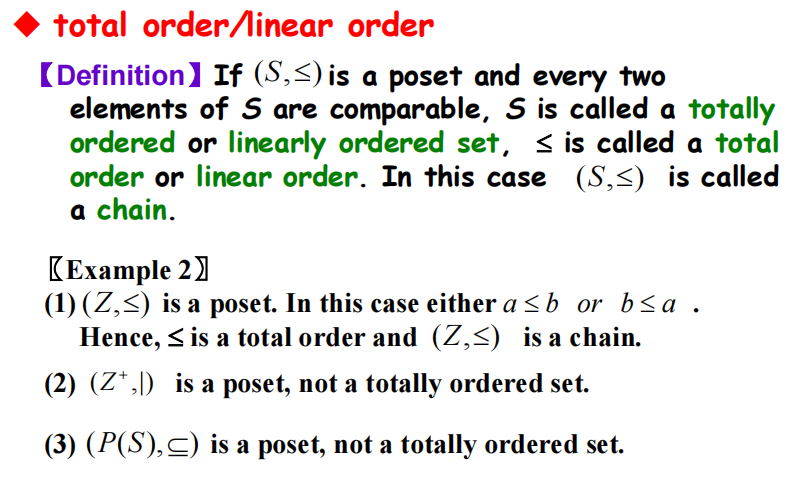 ◆ total order/linear order
【Definition】If (S,≤) is a poset and every two
elements of S are comparable, S is called a totally
ordered or linearly ordered set, ≤ is called a total
order or linear order. In this case (S,≤) is called
a chain.
〖Example 2〗
(1) (Z,≤) is a poset. In this case either a ≤ b or b ≤ a .
Hence, ≤ is a total order and (Z,≤) is a chain.
(2) (Z⁺,|) is a poset, not a totally ordered set.
(3) (P(S),⊆) is a poset, not a totally ordered set.